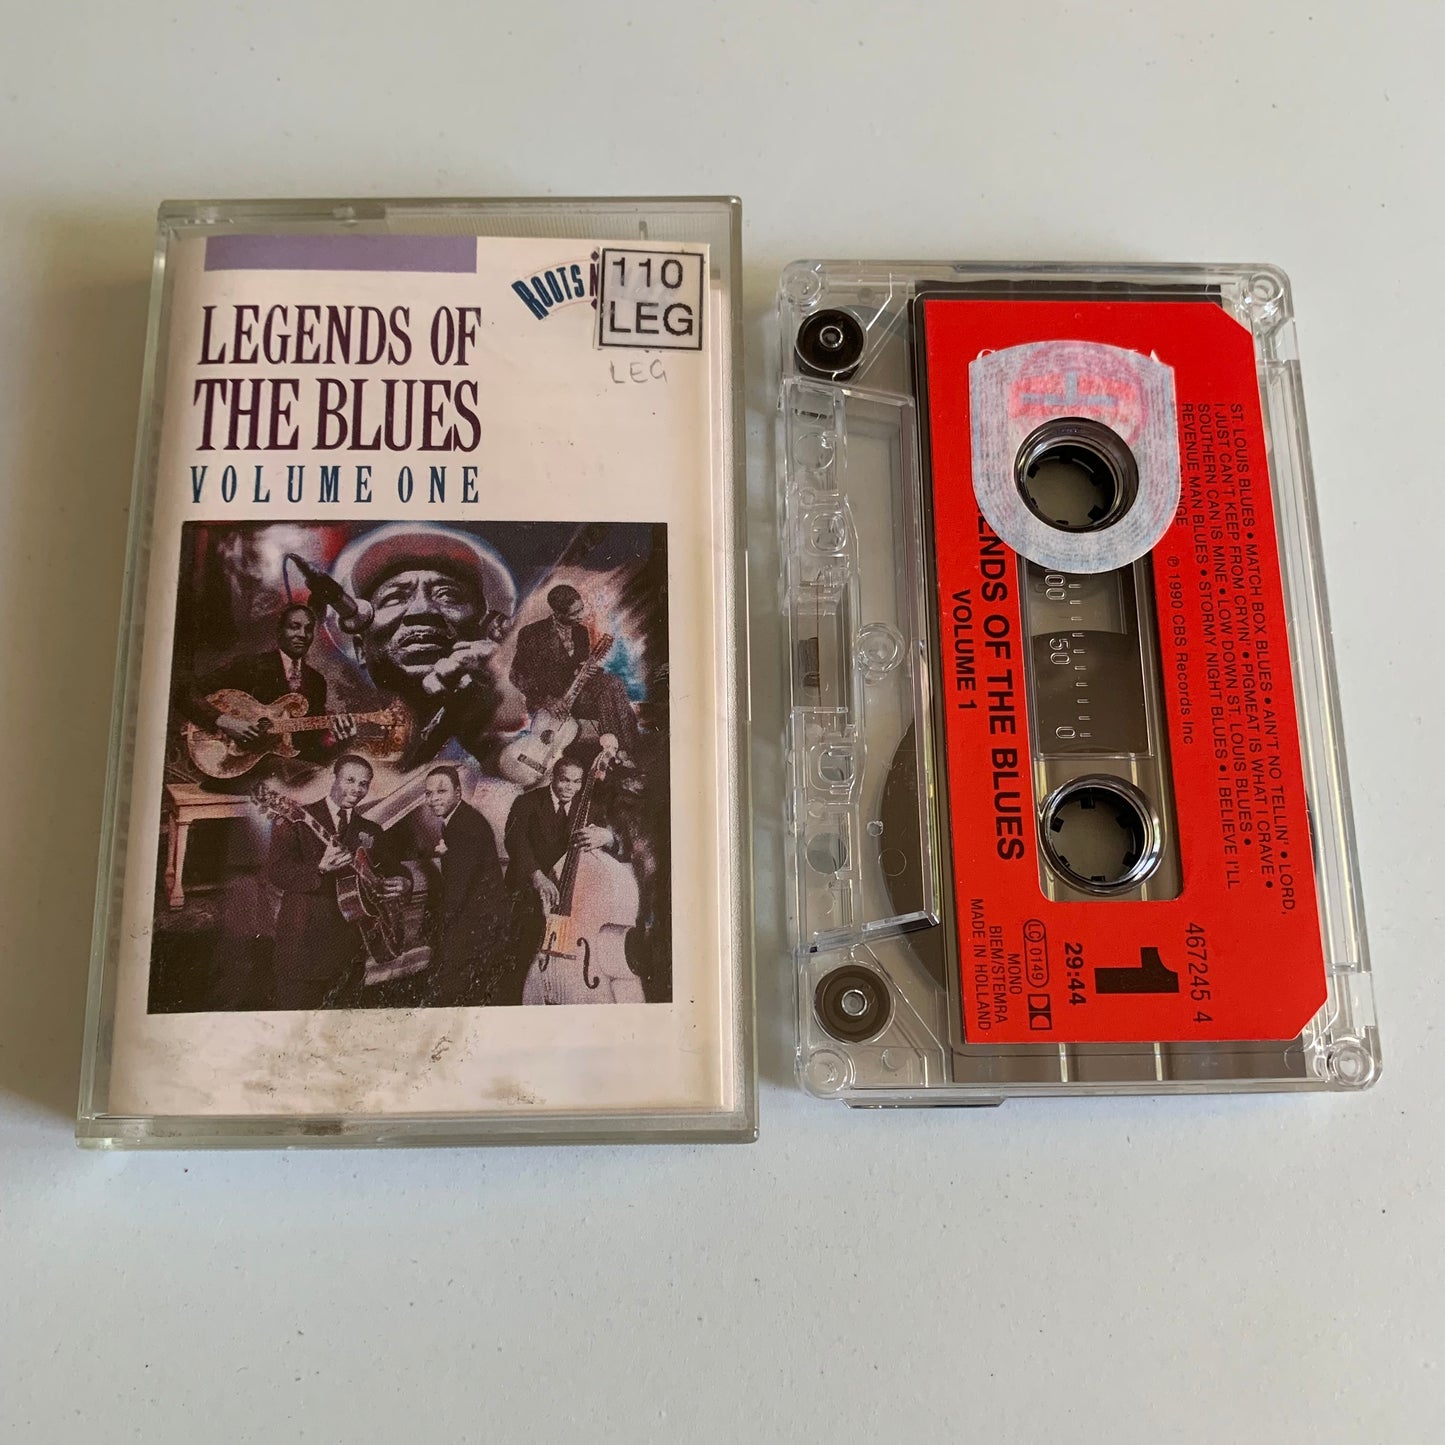 LEGENDS OF
THE BLUES
VOLUME ONE
ROOTS N
110
LEG
LEG
ENDS OF THE BLUES
VOLUME 1
ST. LOUIS BLUES • MATCH BOX BLUES • AIN'T NO TELLIN' • LORD,
I JUST CAN'T KEEP FROM CRYIN' • PIGMEAT IS WHAT I CRAVE •
SOUTHERN CAN IS MINE • LOW DOWN ST. LOUIS BLUES •
REVENUE MAN BLUES • STORMY NIGHT BLUES • I BELIEVE I'LL
℗ 1990 CBS Records Inc
100 50 0
467245 4
1
29:44
LC 0149
MONO
BIEM/STEMRA
MADE IN HOLLAND